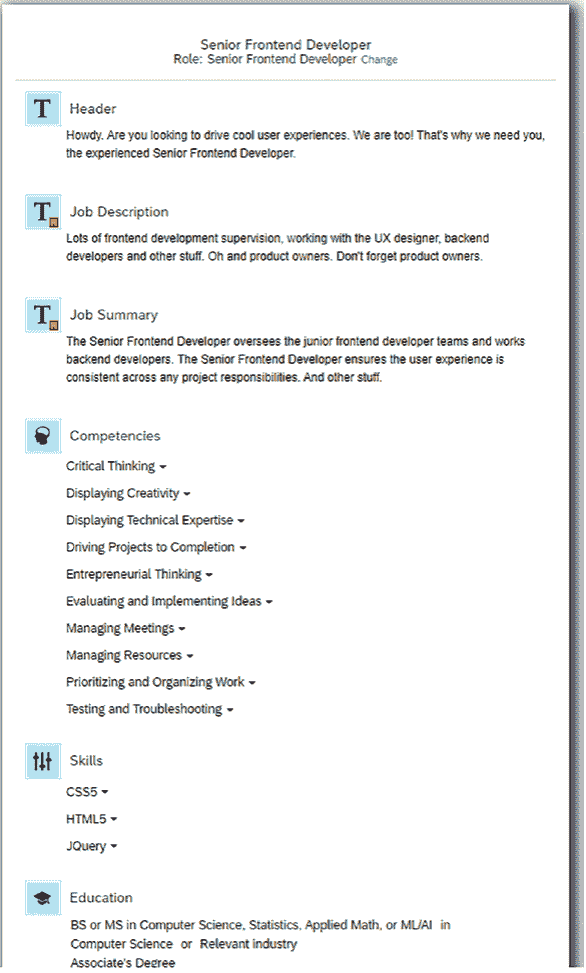 Senior Frontend Developer
Role: Senior Frontend Developer Change
T Header
Howdy. Are you looking to drive cool user experiences. We are too! That's why we need you,
the experienced Senior Frontend Developer.
T Job Description
Lots of frontend development supervision, working with the UX designer, backend
developers and other stuff. Oh and product owners. Don't forget product owners.
T Job Summary
The Senior Frontend Developer oversees the junior frontend developer teams and works
backend developers. The Senior Frontend Developer ensures the user experience is
consistent across any project responsibilities. And other stuff.
Competencies
Critical Thinking
Displaying Creativity
Displaying Technical Expertise
Driving Projects to Completion
Entrepreneurial Thinking
Evaluating and Implementing Ideas
Managing Meetings
Managing Resources
Prioritizing and Organizing Work
Testing and Troubleshooting
Skills
CSS5
HTML5
JQuery
Education
BS or MS in Computer Science, Statistics, Applied Math, or ML/AI in
Computer Science or Relevant industry
Associate's Degree